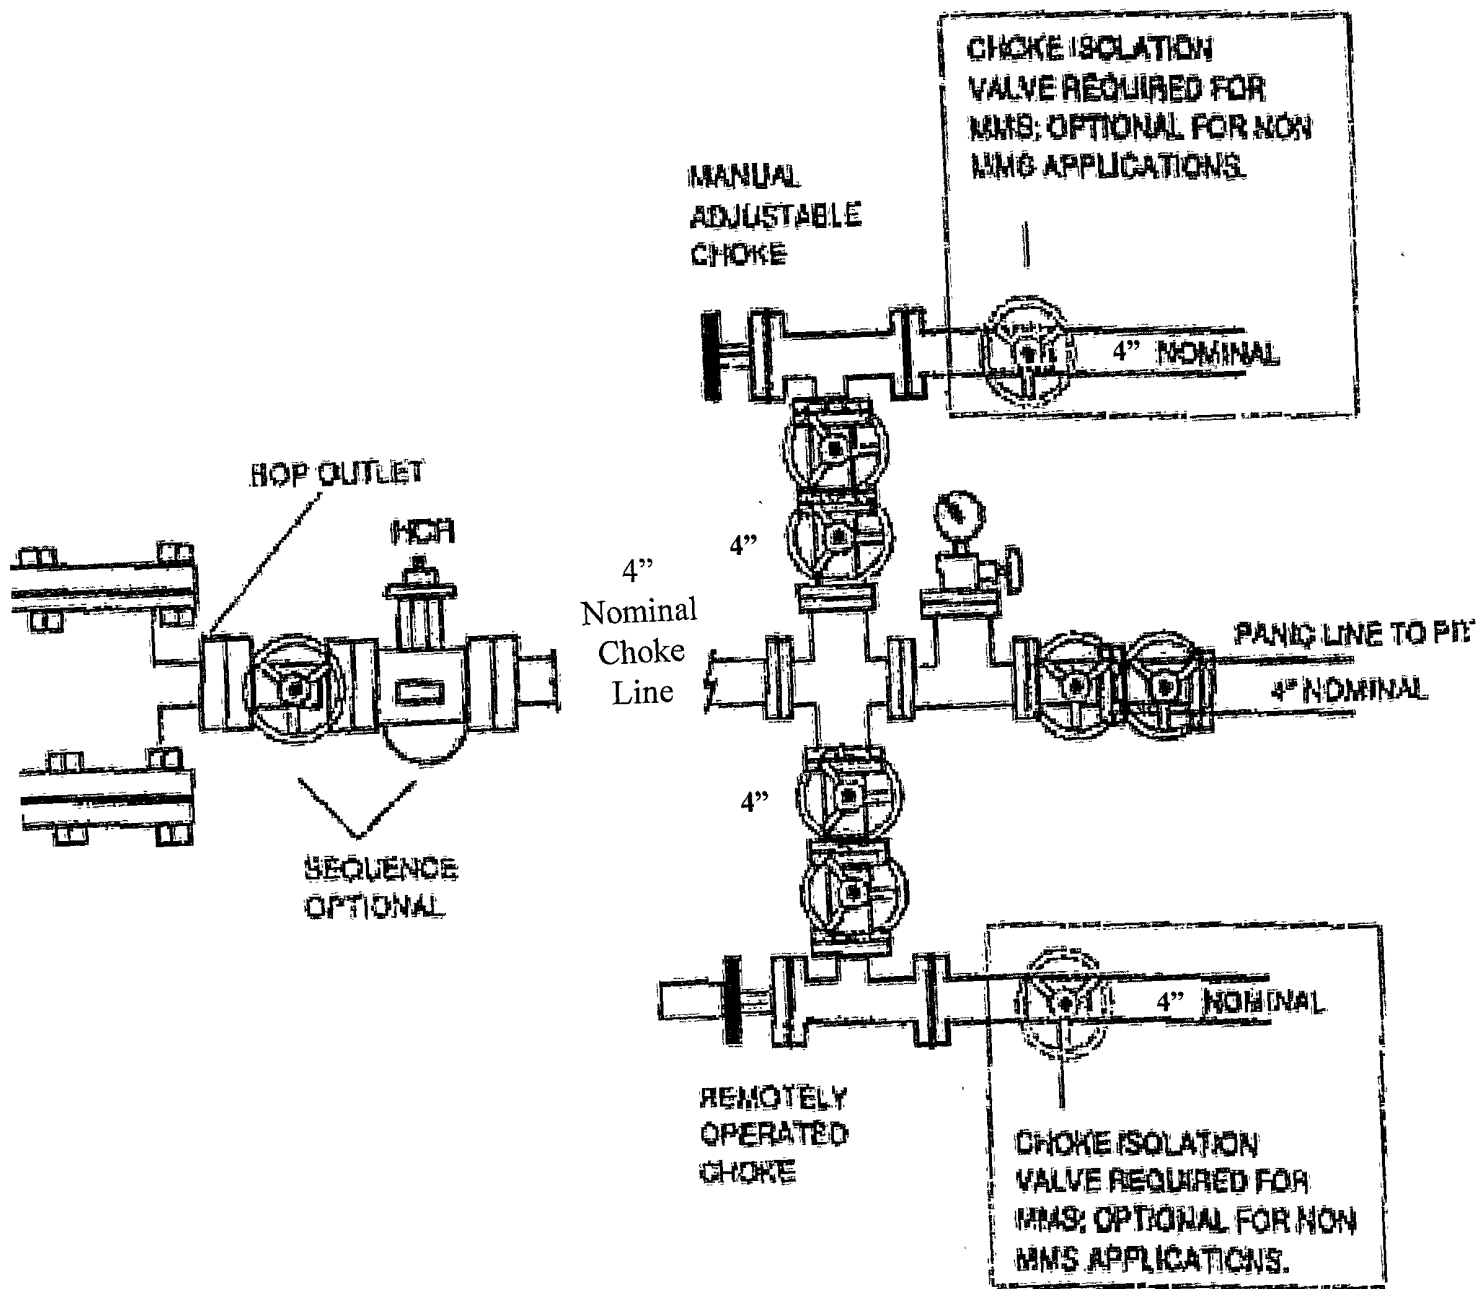 CHOKE ISOLATION
VALVE REQUIRED FOR
MMS; OPTIONAL FOR NON
MMS APPLICATIONS.
MANUAL
ADJUSTABLE
CHOKE
4” NOMINAL
BOP OUTLET
HCR
4”
4”
Nominal
Choke
Line
PANIC LINE TO PIT
4" NOMINAL
4”
SEQUENCE
OPTIONAL
4” NOMINAL
REMOTELY
OPERATED
CHOKE
CHOKE ISOLATION
VALVE REQUIRED FOR
MMS; OPTIONAL FOR NON
MMS APPLICATIONS.